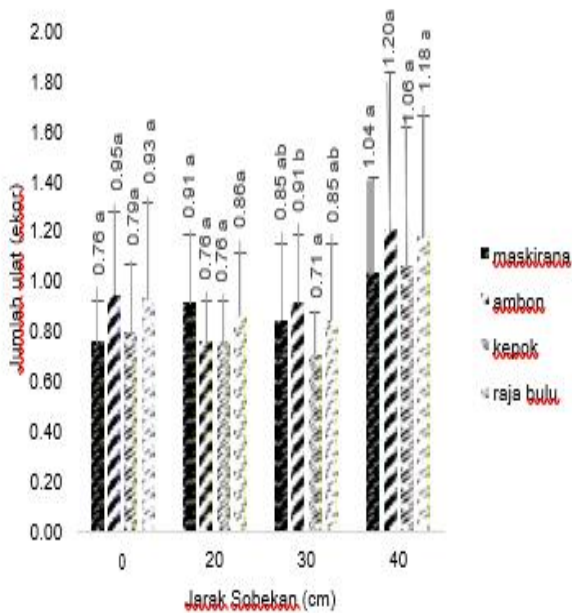 Jumlah ulat (ekor)
2.00
1.80
1.60
1.40
1.20
1.00
0.80
0.60
0.40
0.20
0.00
0.76 a
0.95a
0.79a
0.93 a
0.91 a
0.76 a
0.76 a
0.86a
0.85 ab
0.91 b
0.71 a
0.85 ab
1.04 a
1.20a
1.06 a
1.18 a
0
20
30
40
Jarak Sobekan (cm)
maskirana
ambon
kepok
raja bulu